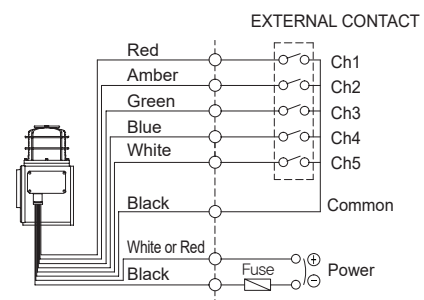 EXTERNAL CONTACT
Red
Ch1
Amber
Ch2
Green
Ch3
Blue
Ch4
White
Ch5
Black
Common
White or Red
⊕
Black
Fuse
⊖
Power